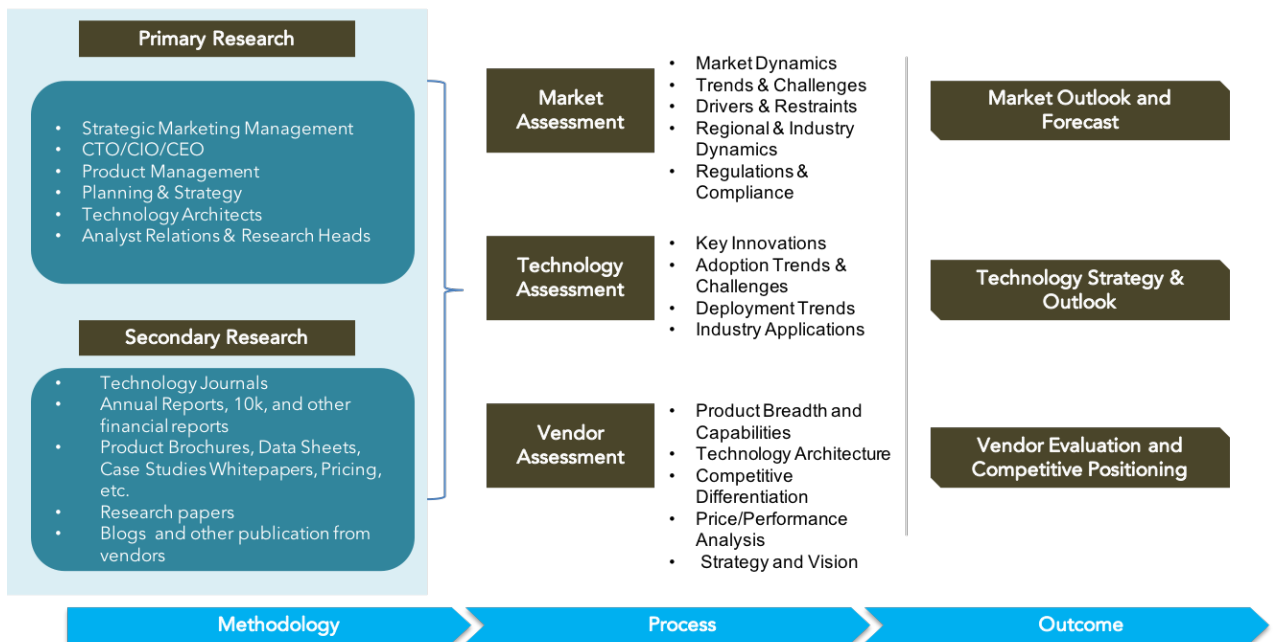 Primary Research
• Strategic Marketing Management
• CTO/CIO/CEO
• Product Management
• Planning & Strategy
• Technology Architects
• Analyst Relations & Research Heads
Secondary Research
• Technology Journals
• Annual Reports, 10k, and other
financial reports
• Product Brochures, Data Sheets,
Case Studies Whitepapers, Pricing,
etc.
• Research papers
• Blogs and other publication from
vendors
Market
Assessment
• Market Dynamics
• Trends & Challenges
• Drivers & Restraints
• Regional & Industry
Dynamics
• Regulations &
Compliance
Technology
Assessment
• Key Innovations
• Adoption Trends &
Challenges
• Deployment Trends
• Industry Applications
Vendor
Assessment
• Product Breadth and
Capabilities
• Technology Architecture
• Competitive
Differentiation
• Price/Performance
Analysis
• Strategy and Vision
Market Outlook and
Forecast
Technology Strategy &
Outlook
Vendor Evaluation and
Competitive Positioning
Methodology
Process
Outcome